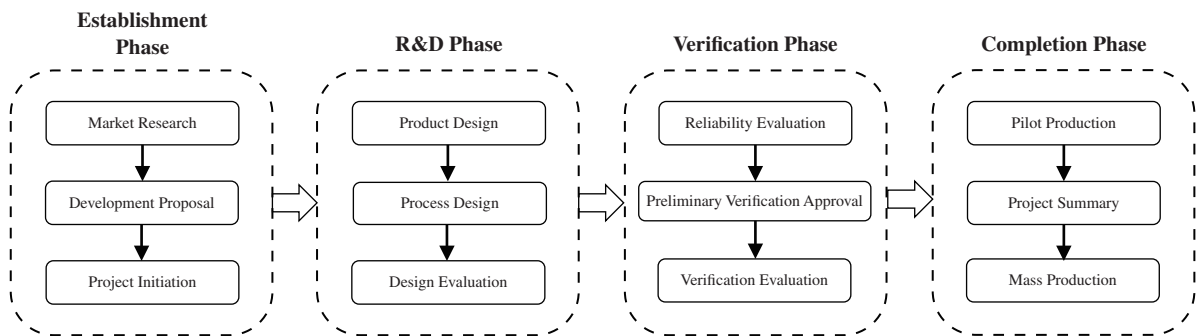 Establishment
Phase
Market Research
Development Proposal
Project Initiation
R&D Phase
Product Design
Process Design
Design Evaluation
Verification Phase
Reliability Evaluation
Preliminary Verification Approval
Verification Evaluation
Completion Phase
Pilot Production
Project Summary
Mass Production